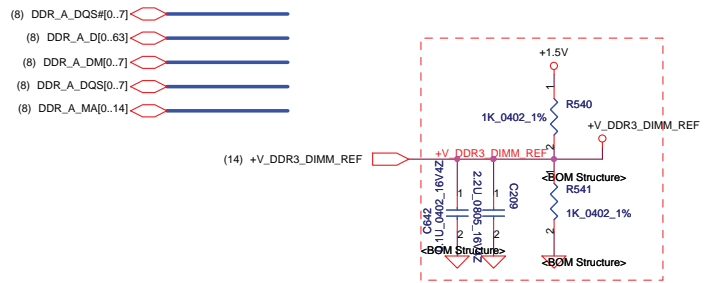 (8) DDR_A_DQS#[0..7]
(8) DDR_A_D[0..63]
(8) DDR_A_DM[0..7]
(8) DDR_A_DQS[0..7]
(8) DDR_A_MA[0..14]
+1.5V
1
R540
1K_0402_1%
2
+V_DDR3_DIMM_REF
(14) +V_DDR3_DIMM_REF
+V_DDR3_DIMM_REF
<BOM Structure>
1
R541
1K_0402_1%
2
<BOM Structure>
1
2
C642
0.1U_0402_16V4Z
<BOM Structure>
1
2
C209
2.2U_0805_16V4Z